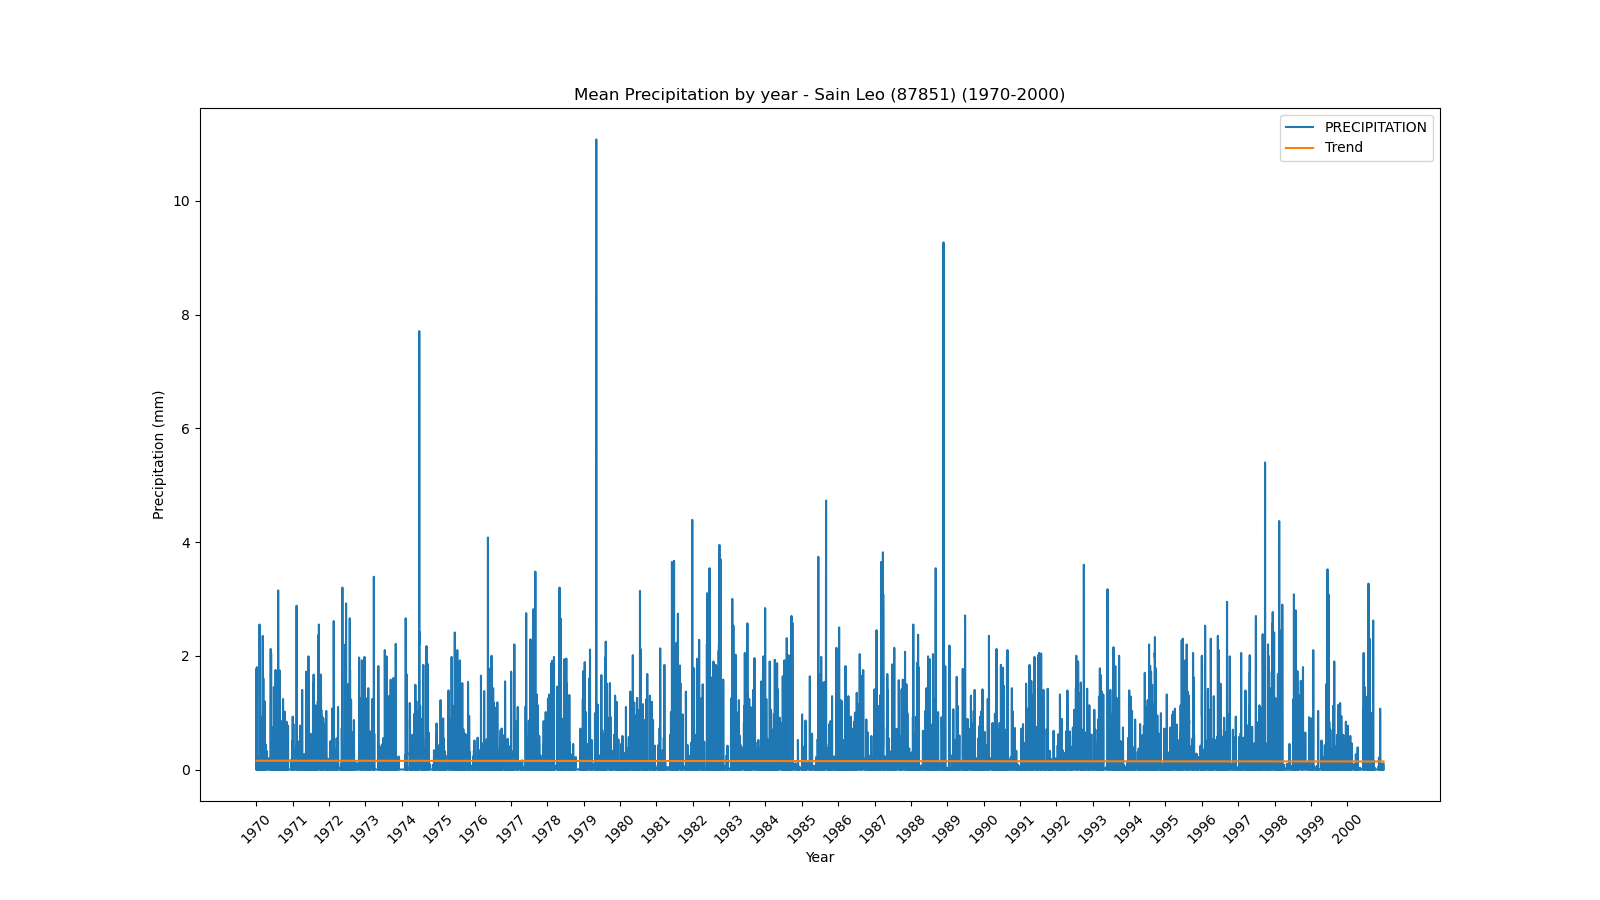 Mean Precipitation by year - Sain Leo (87851) (1970-2000)
PRECIPITATION
Trend
Precipitation (mm)
10
8
6
4
2
0
1970 1971 1972 1973 1974 1975 1976 1977 1978 1979 1980 1981 1982 1983 1984 1985 1986 1987 1988 1989 1990 1991 1992 1993 1994 1995 1996 1997 1998 1999 2000
Year